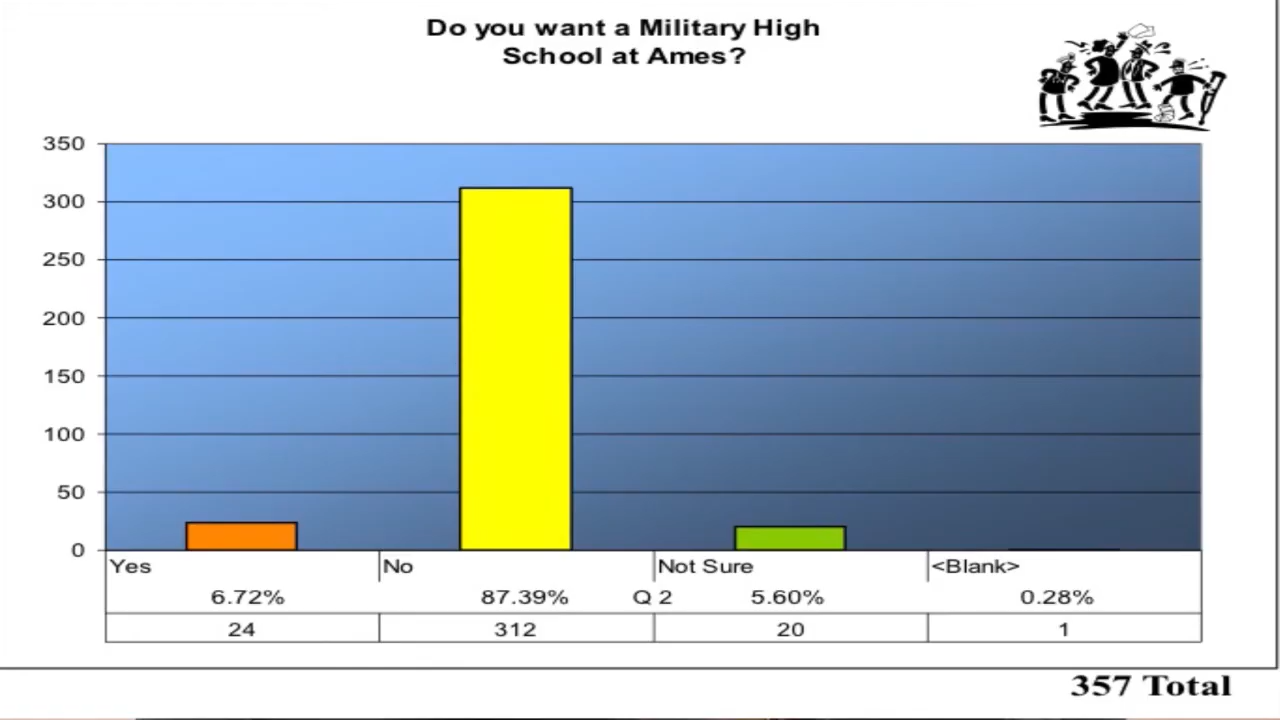 Do you want a Military High
School at Ames?
350
300
250
200
150
100
50
0
Yes No Not Sure <Blank>
6.72% 87.39% Q 2 5.60% 0.28%
24 312 20 1
357 Total